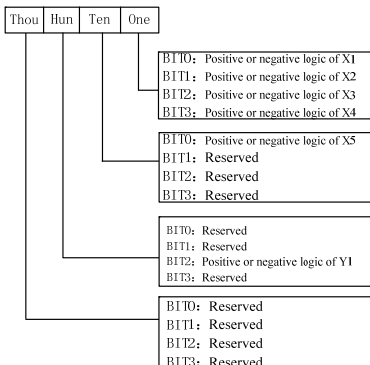 Thou Hun Ten One
BIT0: Positive or negative logic of X1
BIT1: Positive or negative logic of X2
BIT2: Positive or negative logic of X3
BIT3: Positive or negative logic of X4
BIT0: Positive or negative logic of X5
BIT1: Reserved
BIT2: Reserved
BIT3: Reserved
BIT0: Reserved
BIT1: Reserved
BIT2: Positive or negative logic of Y1
BIT3: Reserved
BIT0: Reserved
BIT1: Reserved
BIT2: Reserved
BIT3: Reserved